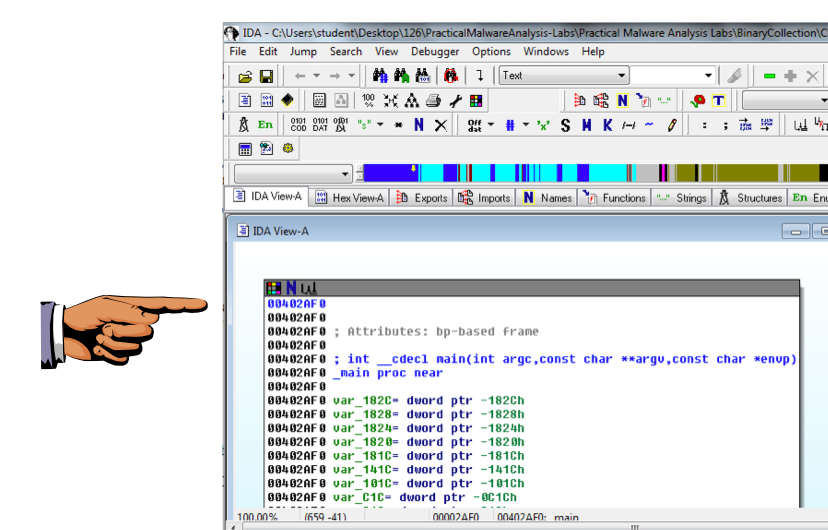 IDA - C:\Users\student\Desktop\126\PracticalMalwareAnalysis-Labs\Practical Malware Analysis Labs\BinaryCollection\C
File Edit Jump Search View Debugger Options Windows Help
Text
En
Off
S M K
IDA View-A Hex View-A Exports Imports N Names Functions Strings Structures En Enu
IDA View-A
00402AF0
00402AF0
00402AF0 ; Attributes: bp-based frame
00402AF0
00402AF0 ; int __cdecl main(int argc,const char **argv,const char *envp)
00402AF0 _main proc near
00402AF0
00402AF0 var_182C= dword ptr -182Ch
00402AF0 var_1828= dword ptr -1828h
00402AF0 var_1824= dword ptr -1824h
00402AF0 var_1820= dword ptr -1820h
00402AF0 var_181C= dword ptr -181Ch
00402AF0 var_141C= dword ptr -141Ch
00402AF0 var_101C= dword ptr -101Ch
00402AF0 var_C1C= dword ptr -0C1Ch
100.00% (659,-41) 00002AF0 00402AF0: main